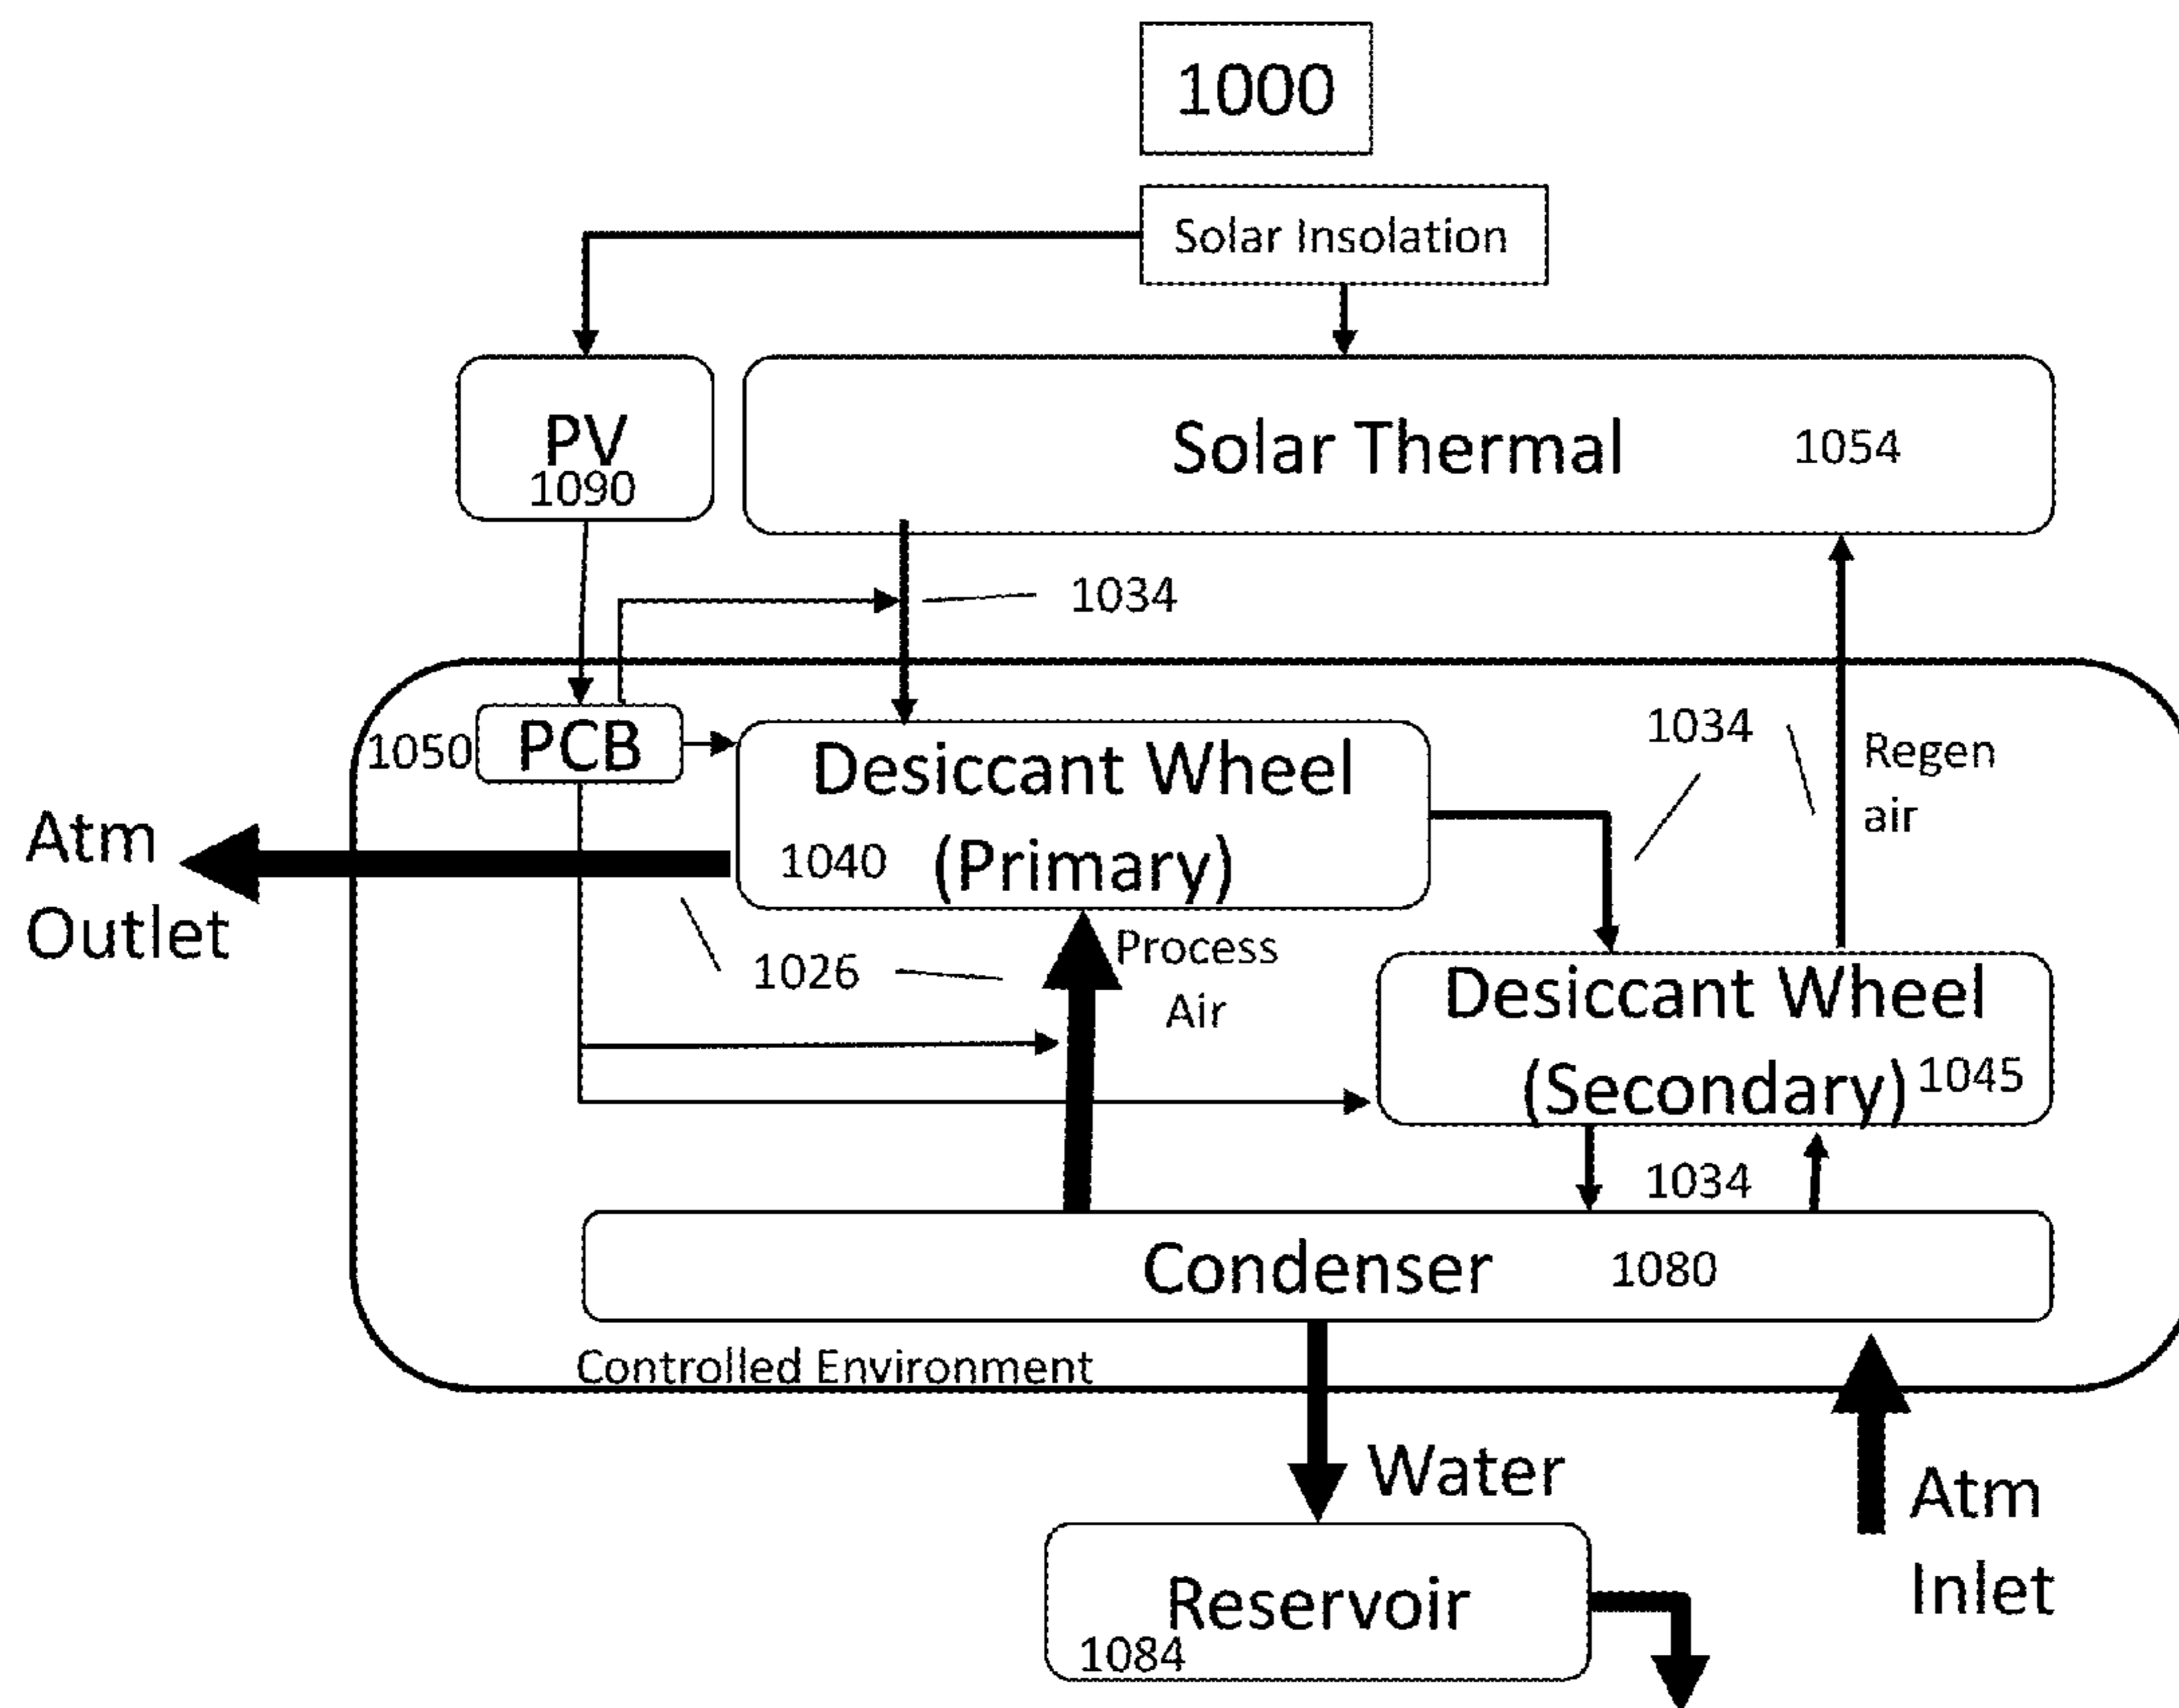 1000
Solar Insolation
PV
1090
Solar Thermal 1054
1034
1050 PCB
Desiccant Wheel
1040 (Primary)
1034
Regen
air
Atm
Outlet
1026
Process
Air
Desiccant Wheel
(Secondary) 1045
1034
Condenser 1080
Controlled Environment
Water
Atm
Inlet
Reservoir
1084